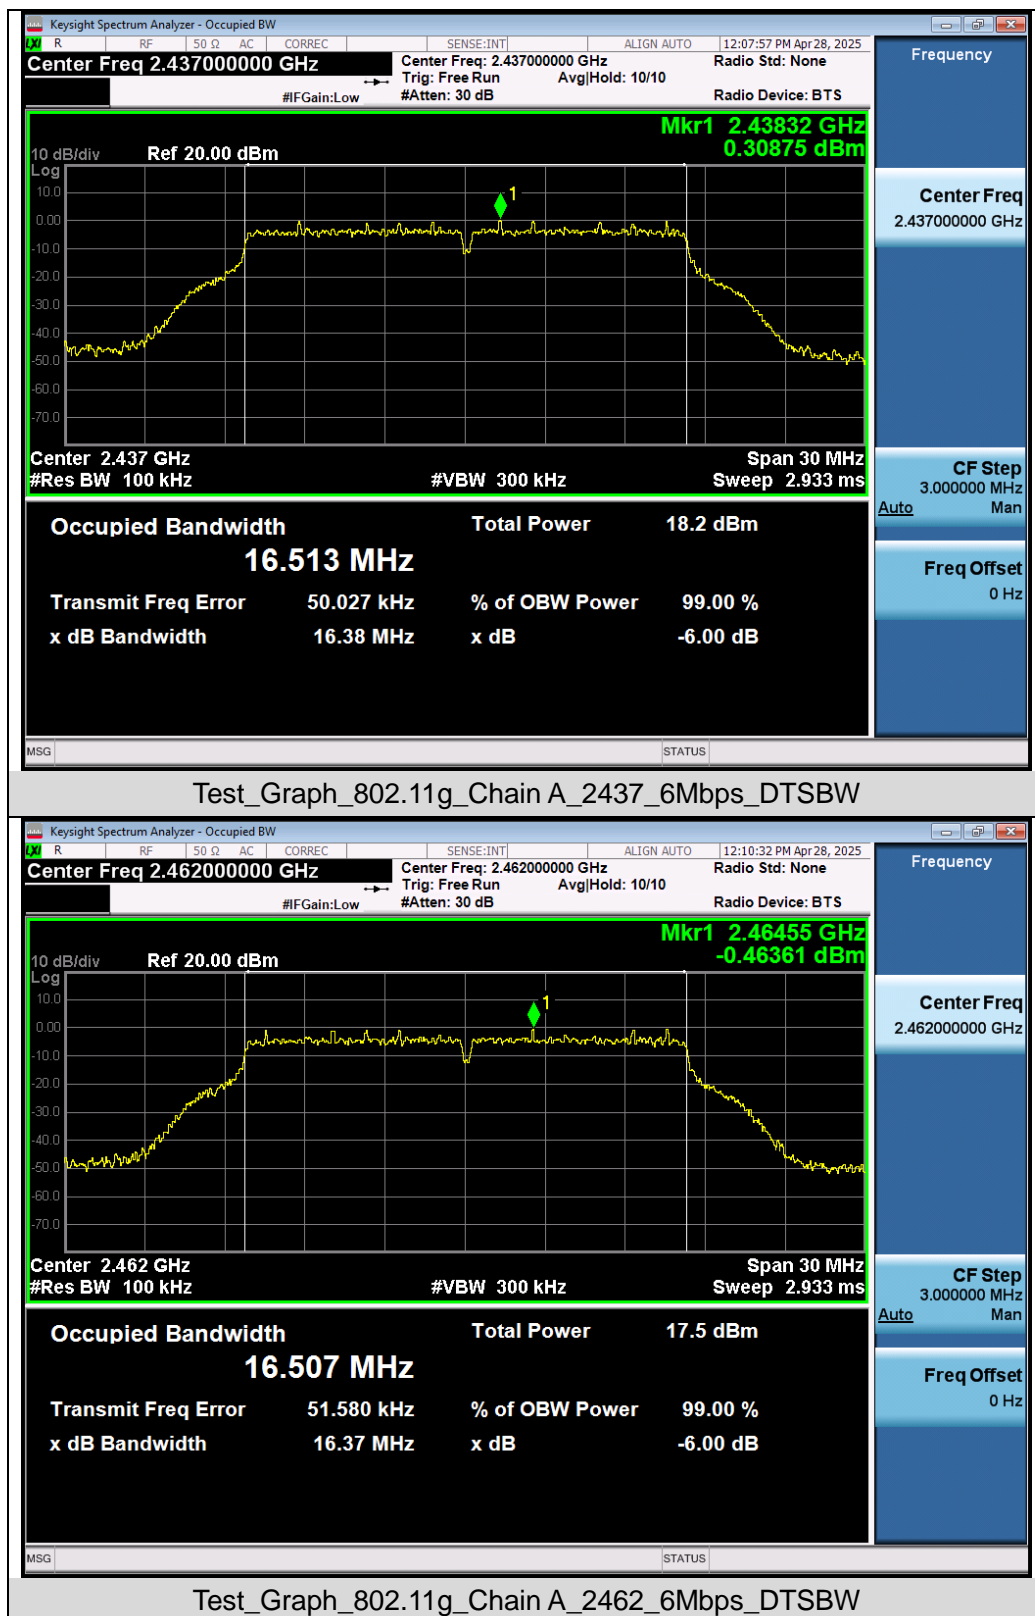 Keysight Spectrum Analyzer - Occupied BW
LXI R RF 50 Ω AC CORREC SENSE:INT ALIGN AUTO 12:07:57 PM Apr 28, 2025
Center Freq 2.437000000 GHz
Center Freq: 2.437000000 GHz Radio Std: None
Trig: Free Run Avg|Hold: 10/10
#IFGain:Low #Atten: 30 dB Radio Device: BTS
Frequency
Mkr1 2.43832 GHz
0.30875 dBm
10 dB/div Ref 20.00 dBm
Log
10.0
0.00
-10.0
-20.0
-30.0
-40.0
-50.0
-60.0
-70.0
1
Center Freq
2.437000000 GHz
Center 2.437 GHz Span 30 MHz
#Res BW 100 kHz #VBW 300 kHz Sweep 2.933 ms
CF Step
3.000000 MHz
Auto Man
Freq Offset
0 Hz
Occupied Bandwidth Total Power 18.2 dBm
16.513 MHz
Transmit Freq Error 50.027 kHz % of OBW Power 99.00 %
x dB Bandwidth 16.38 MHz x dB -6.00 dB
MSG STATUS
Test_Graph_802.11g_Chain A_2437_6Mbps_DTSBW
Keysight Spectrum Analyzer - Occupied BW
LXI R RF 50 Ω AC CORREC SENSE:INT ALIGN AUTO 12:10:32 PM Apr 28, 2025
Center Freq 2.462000000 GHz
Center Freq: 2.462000000 GHz Radio Std: None
Trig: Free Run Avg|Hold: 10/10
#IFGain:Low #Atten: 30 dB Radio Device: BTS
Frequency
Mkr1 2.46455 GHz
-0.46361 dBm
10 dB/div Ref 20.00 dBm
Log
10.0
0.00
-10.0
-20.0
-30.0
-40.0
-50.0
-60.0
-70.0
1
Center Freq
2.462000000 GHz
Center 2.462 GHz Span 30 MHz
#Res BW 100 kHz #VBW 300 kHz Sweep 2.933 ms
CF Step
3.000000 MHz
Auto Man
Freq Offset
0 Hz
Occupied Bandwidth Total Power 17.5 dBm
16.507 MHz
Transmit Freq Error 51.580 kHz % of OBW Power 99.00 %
x dB Bandwidth 16.37 MHz x dB -6.00 dB
MSG STATUS
Test_Graph_802.11g_Chain A_2462_6Mbps_DTSBW